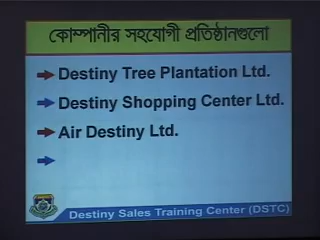 কোম্পানীর সহযোগী প্রতিষ্ঠানগুলো
Destiny Tree Plantation Ltd.
Destiny Shopping Center Ltd.
Air Destiny Ltd.
Destiny Sales Training Center (DSTC)